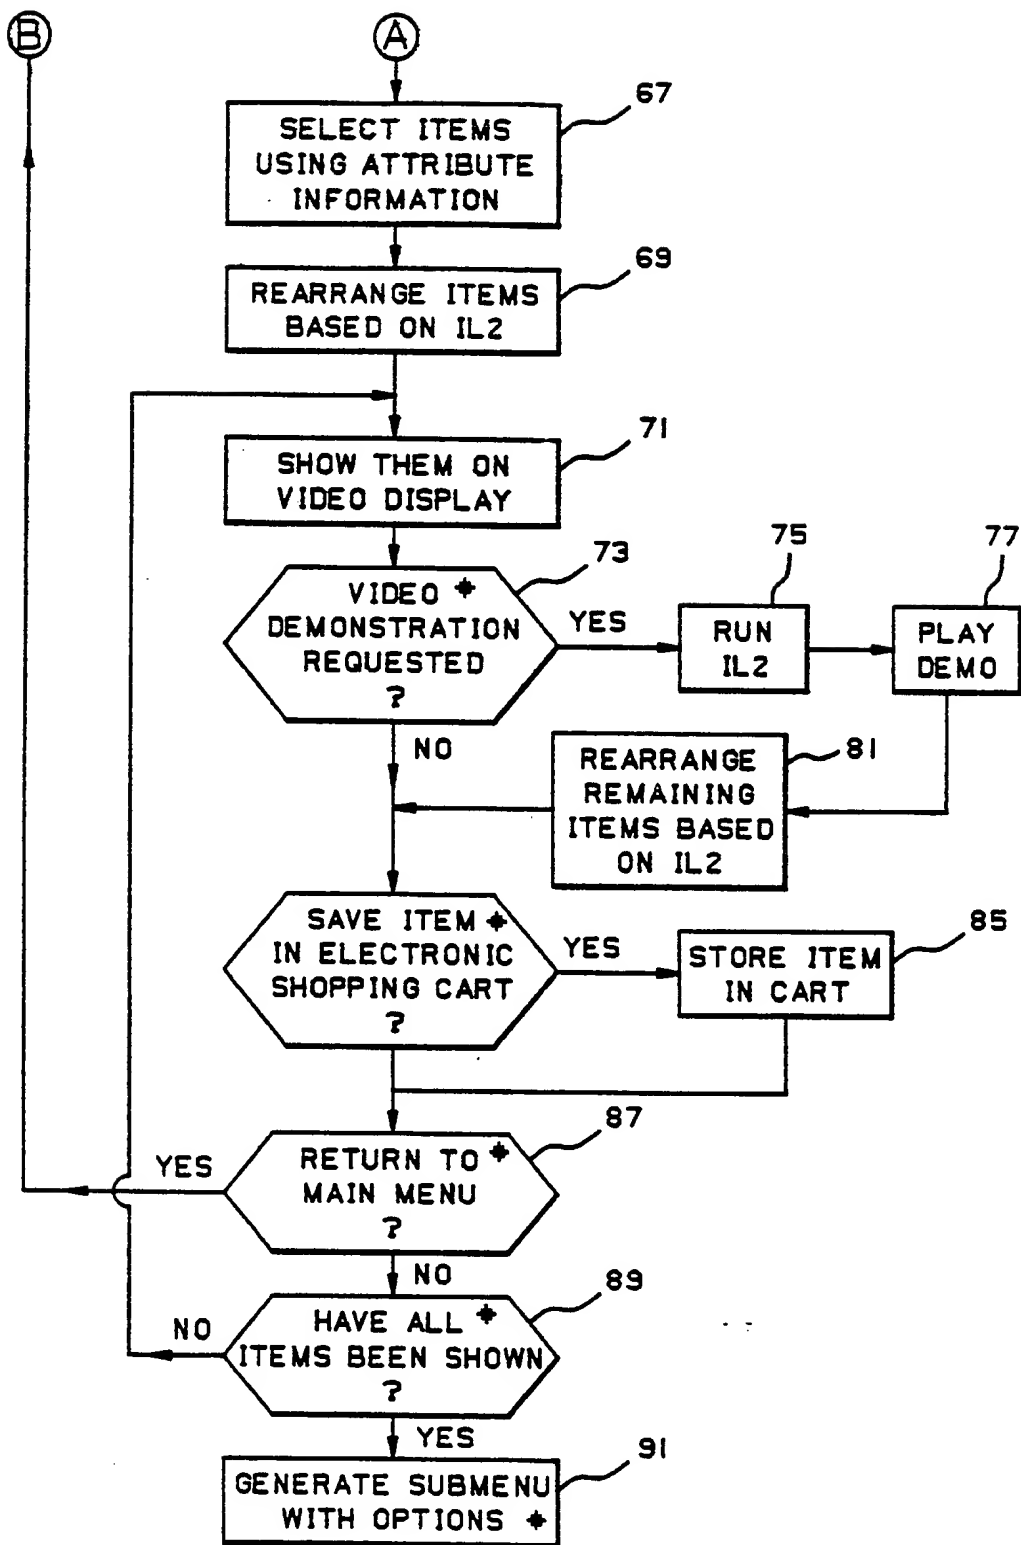 B
A
67
SELECT ITEMS
USING ATTRIBUTE
INFORMATION
69
REARRANGE ITEMS
BASED ON IL2
71
SHOW THEM ON
VIDEO DISPLAY
73
VIDEO *
DEMONSTRATION
REQUESTED
?
YES
NO
75
RUN
IL2
77
PLAY
DEMO
81
REARRANGE
REMAINING
ITEMS BASED
ON IL2
SAVE ITEM *
IN ELECTRONIC
SHOPPING CART
?
YES
85
STORE ITEM
IN CART
87
RETURN TO *
MAIN MENU
?
YES
NO
89
HAVE ALL *
ITEMS BEEN SHOWN
?
NO
YES
91
GENERATE SUBMENU
WITH OPTIONS *